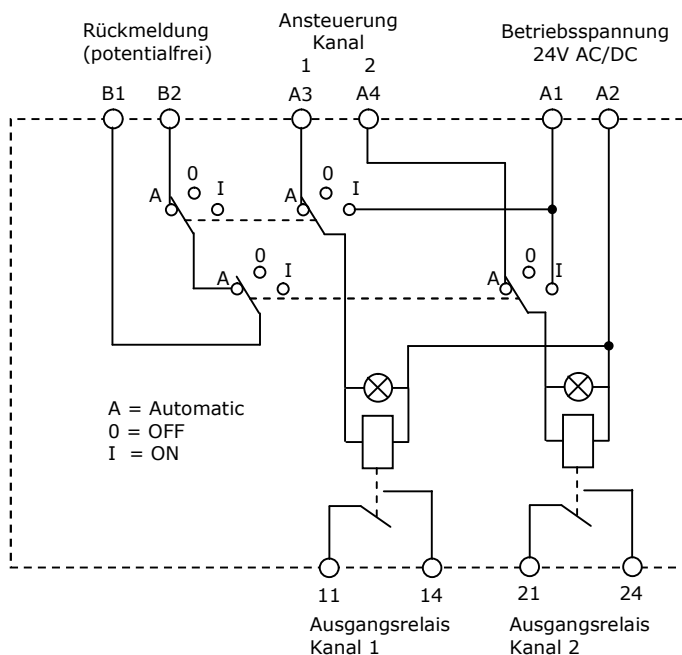 Rückmeldung
(potentialfrei)
Ansteuerung
Kanal
1 2
Betriebsspannung
24V AC/DC
B1 B2 A3 A4 A1 A2
A 0 I
A 0 I
A 0 I
A 0 I
A = Automatic
0 = OFF
I = ON
11 14 21 24
Ausgangsrelais
Kanal 1
Ausgangsrelais
Kanal 2